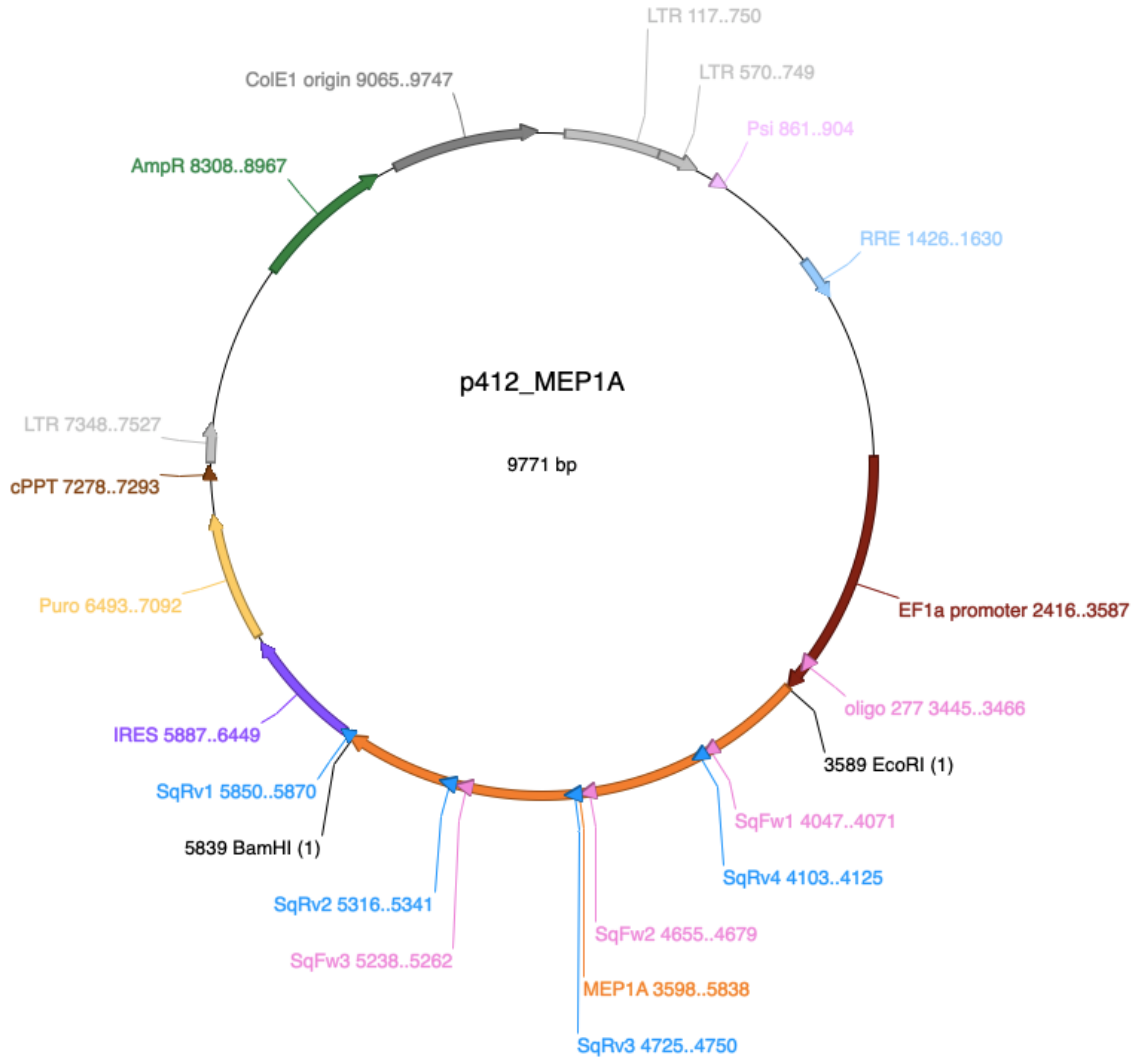 LTR 117..750
LTR 570..749
ColE1 origin 9065..9747
Psi 861..904
AmpR 8308..8967
RRE 1426..1630
p412_MEP1A
LTR 7348..7527
9771 bp
cPPT 7278..7293
Puro 6493..7092
EF1a promoter 2416..3587
oligo 277 3445..3466
IRES 5887..6449
3589 EcoRI (1)
SqRv1 5850..5870
SqFw1 4047..4071
5839 BamHI (1)
SqRv4 4103..4125
SqRv2 5316..5341
SqFw2 4655..4679
SqFw3 5238..5262
MEP1A 3598..5838
SqRv3 4725..4750